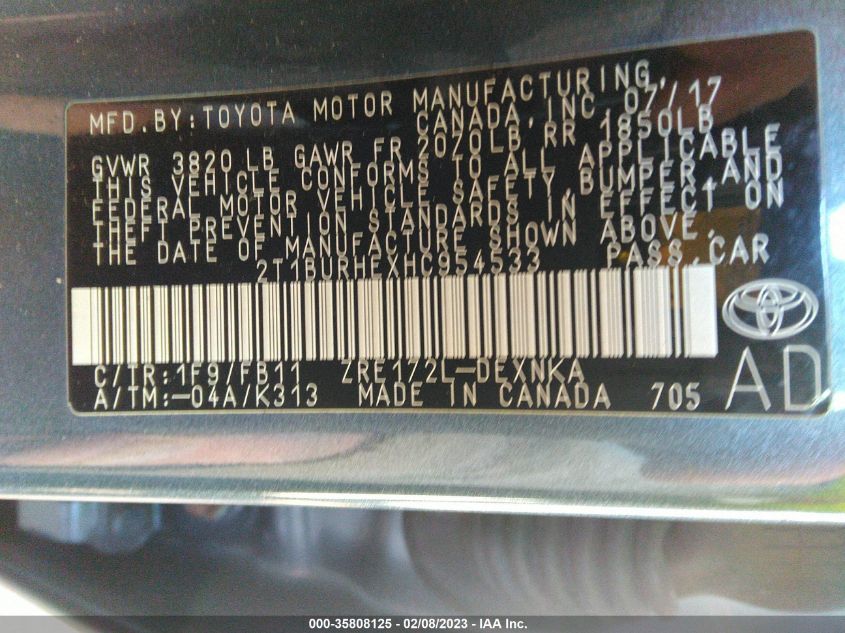 MFD.BY:TOYOTA MOTOR MANUFACTURING,
CANADA, INC 07/17
GVWR 3820 LB GAWR FR 2070LB RR 1850LB
THIS VEHICLE CONFORMS TO ALL APPLICABLE
FEDERAL MOTOR VEHICLE SAFETY, BUMPER, AND
THEFT PREVENTION STANDARDS IN EFFECT ON
THE DATE OF MANUFACTURE SHOWN ABOVE.
2T1BURHEXHC954533 PASS.CAR
C/TR:1F9/FB11 ZRE172L-DEXNKA
A/TM:-04A/K313 MADE IN CANADA 705
AD
000-35808125 - 02/08/2023 - IAA Inc.